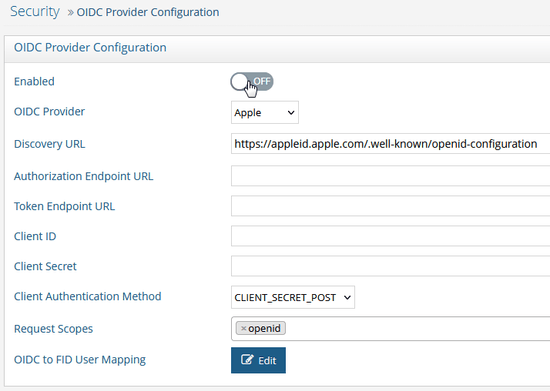 Security » OIDC Provider Configuration
OIDC Provider Configuration
Enabled OFF
OIDC Provider Apple
Discovery URL https://appleid.apple.com/.well-known/openid-configuration
Authorization Endpoint URL
Token Endpoint URL
Client ID
Client Secret
Client Authentication Method CLIENT_SECRET_POST
Request Scopes × openid
OIDC to FID User Mapping Edit